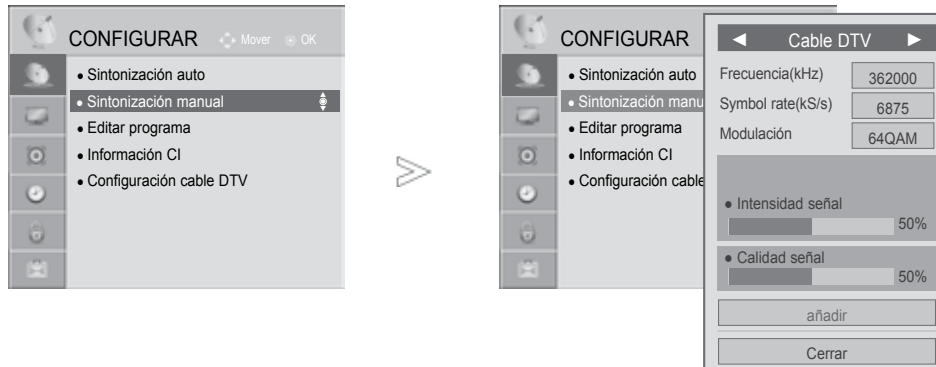 CONFIGURAR Mover OK
• Sintonización auto
• Sintonización manual
• Editar programa
• Información CI
• Configuración cable DTV
CONFIGURAR
• Sintonización auto
• Sintonización manu
• Editar programa
• Información CI
• Configuración cable
◄ Cable DTV ►
Frecuencia(kHz) 362000
Symbol rate(kS/s) 6875
Modulación 64QAM
• Intensidad señal
50%
• Calidad señal
50%
añadir
Cerrar